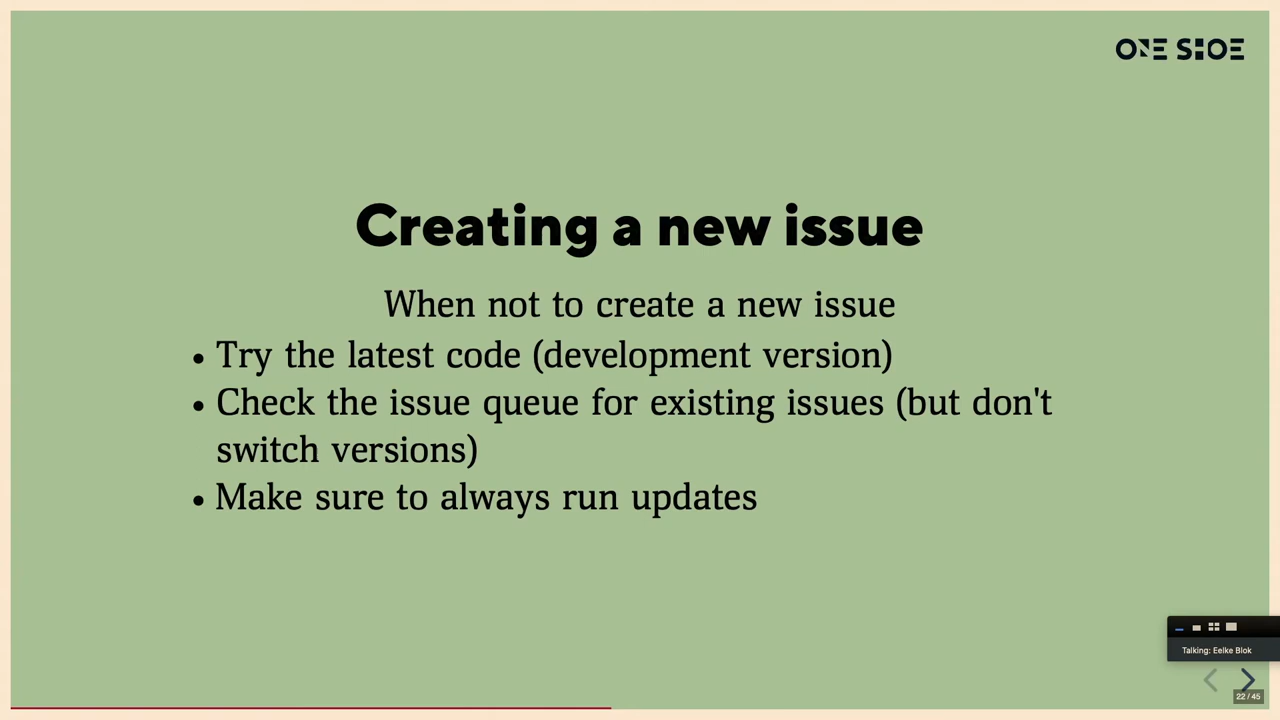 ONE SHOE
Creating a new issue
When not to create a new issue
• Try the latest code (development version)
• Check the issue queue for existing issues (but don't
switch versions)
• Make sure to always run updates
Talking: Eelke Blok
22 / 45